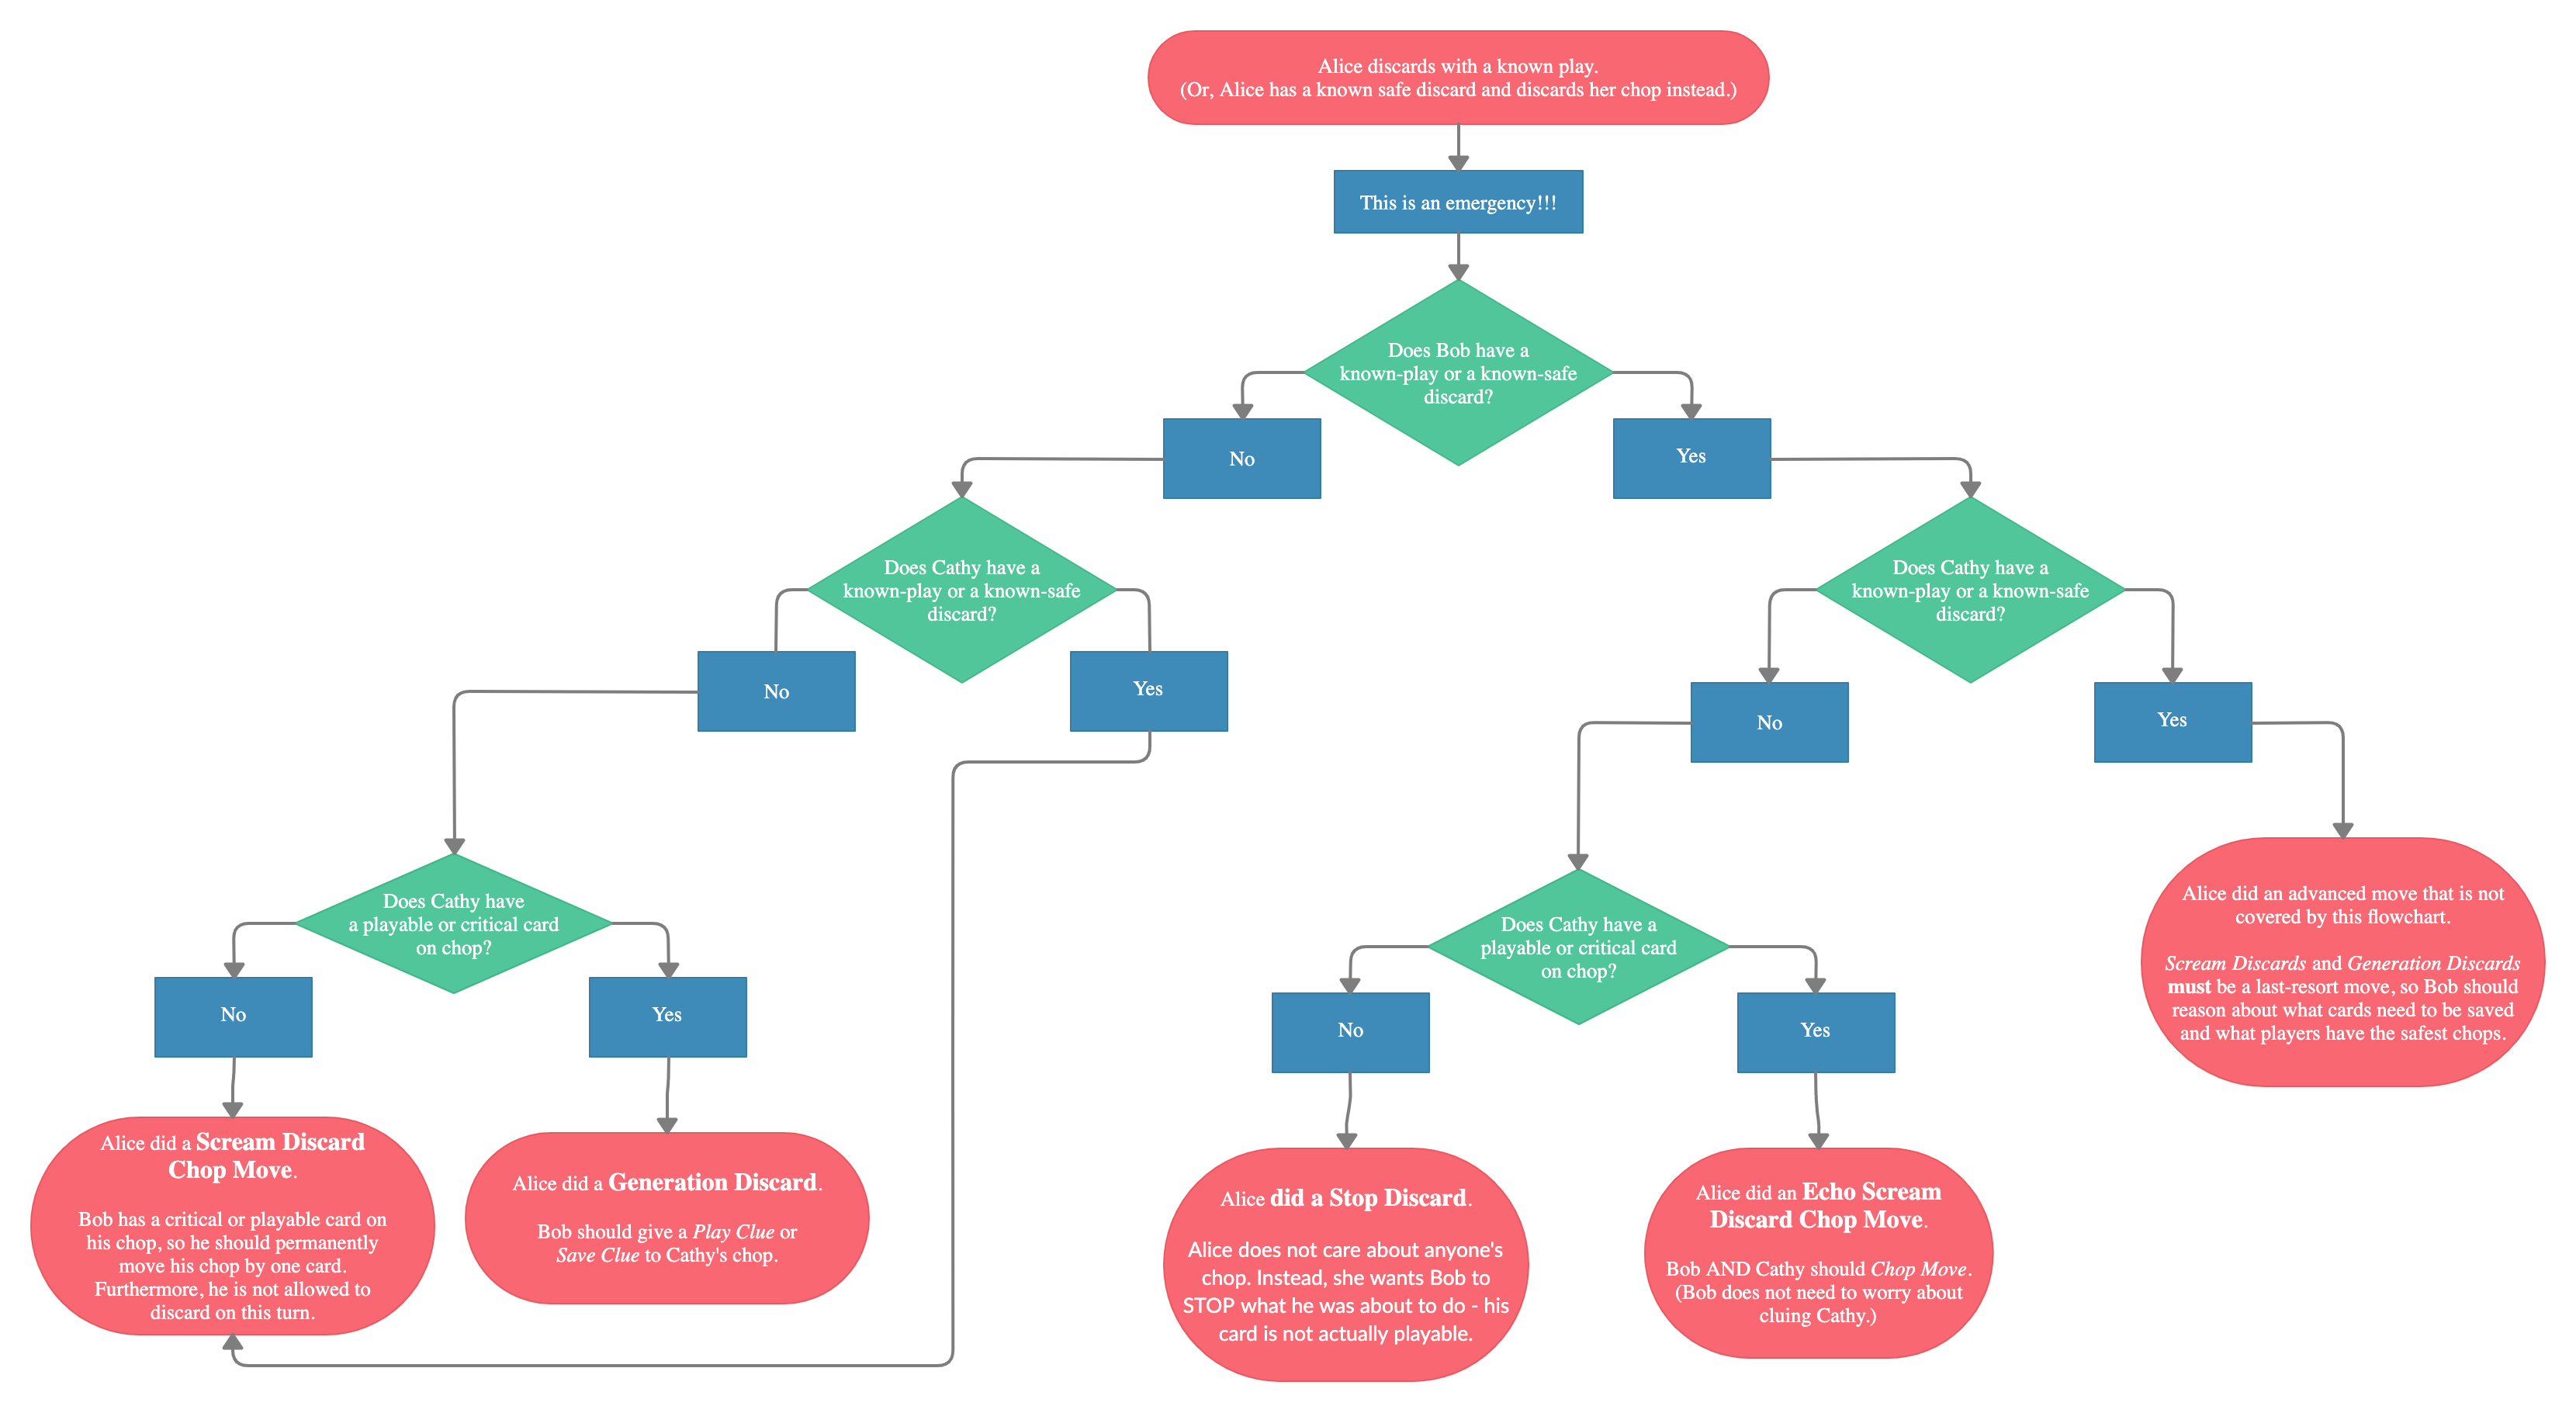 Alice discards with a known play.
(Or, Alice has a known safe discard and discards her chop instead.)
This is an emergency!!!
Does Bob have a
known-play or a known-safe
discard?
No
Yes
Does Cathy have a
known-play or a known-safe
discard?
Does Cathy have a
known-play or a known-safe
discard?
No
Yes
No
Yes
Does Cathy have
a playable or critical card
on chop?
Does Cathy have a
playable or critical card
on chop?
Alice did an advanced move that is not
covered by this flowchart.
Scream Discards and Generation Discards
must be a last-resort move, so Bob should
reason about what cards need to be saved
and what players have the safest chops.
No
Yes
No
Yes
Alice did a Scream Discard
Chop Move.
Bob has a critical or playable card on
his chop, so he should permanently
move his chop by one card.
Furthermore, he is not allowed to
discard on this turn.
Alice did a Generation Discard.
Bob should give a Play Clue or
Save Clue to Cathy's chop.
Alice did a Stop Discard.
Alice does not care about anyone's
chop. Instead, she wants Bob to
STOP what he was about to do - his
card is not actually playable.
Alice did an Echo Scream
Discard Chop Move.
Bob AND Cathy should Chop Move.
(Bob does not need to worry about
cluing Cathy.)